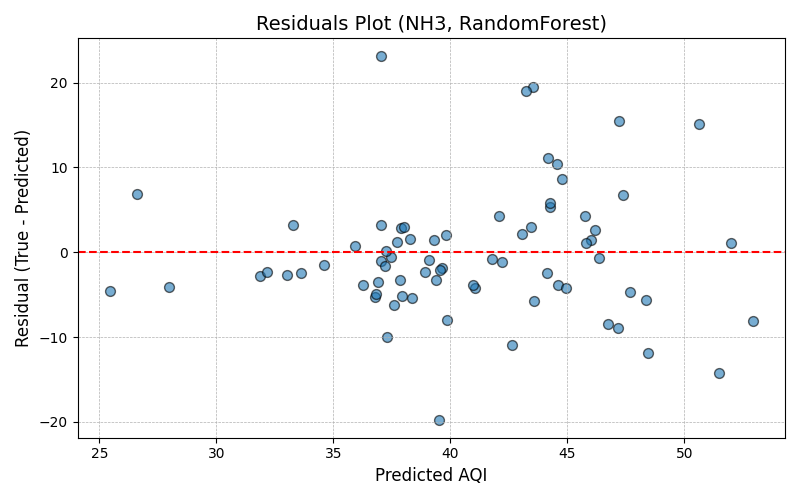 Residuals Plot (NH3, RandomForest)
Residual (True - Predicted)
20
10
0
−10
−20
25 30 35 40 45 50
Predicted AQI